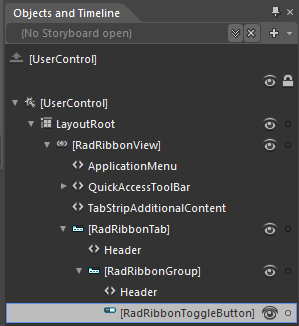 Objects and Timeline
(No Storyboard open)
[UserControl]
[UserControl]
LayoutRoot
[RadRibbonView]
ApplicationMenu
QuickAccessToolBar
TabStripAdditionalContent
[RadRibbonTab]
Header
[RadRibbonGroup]
Header
[RadRibbonToggleButton]